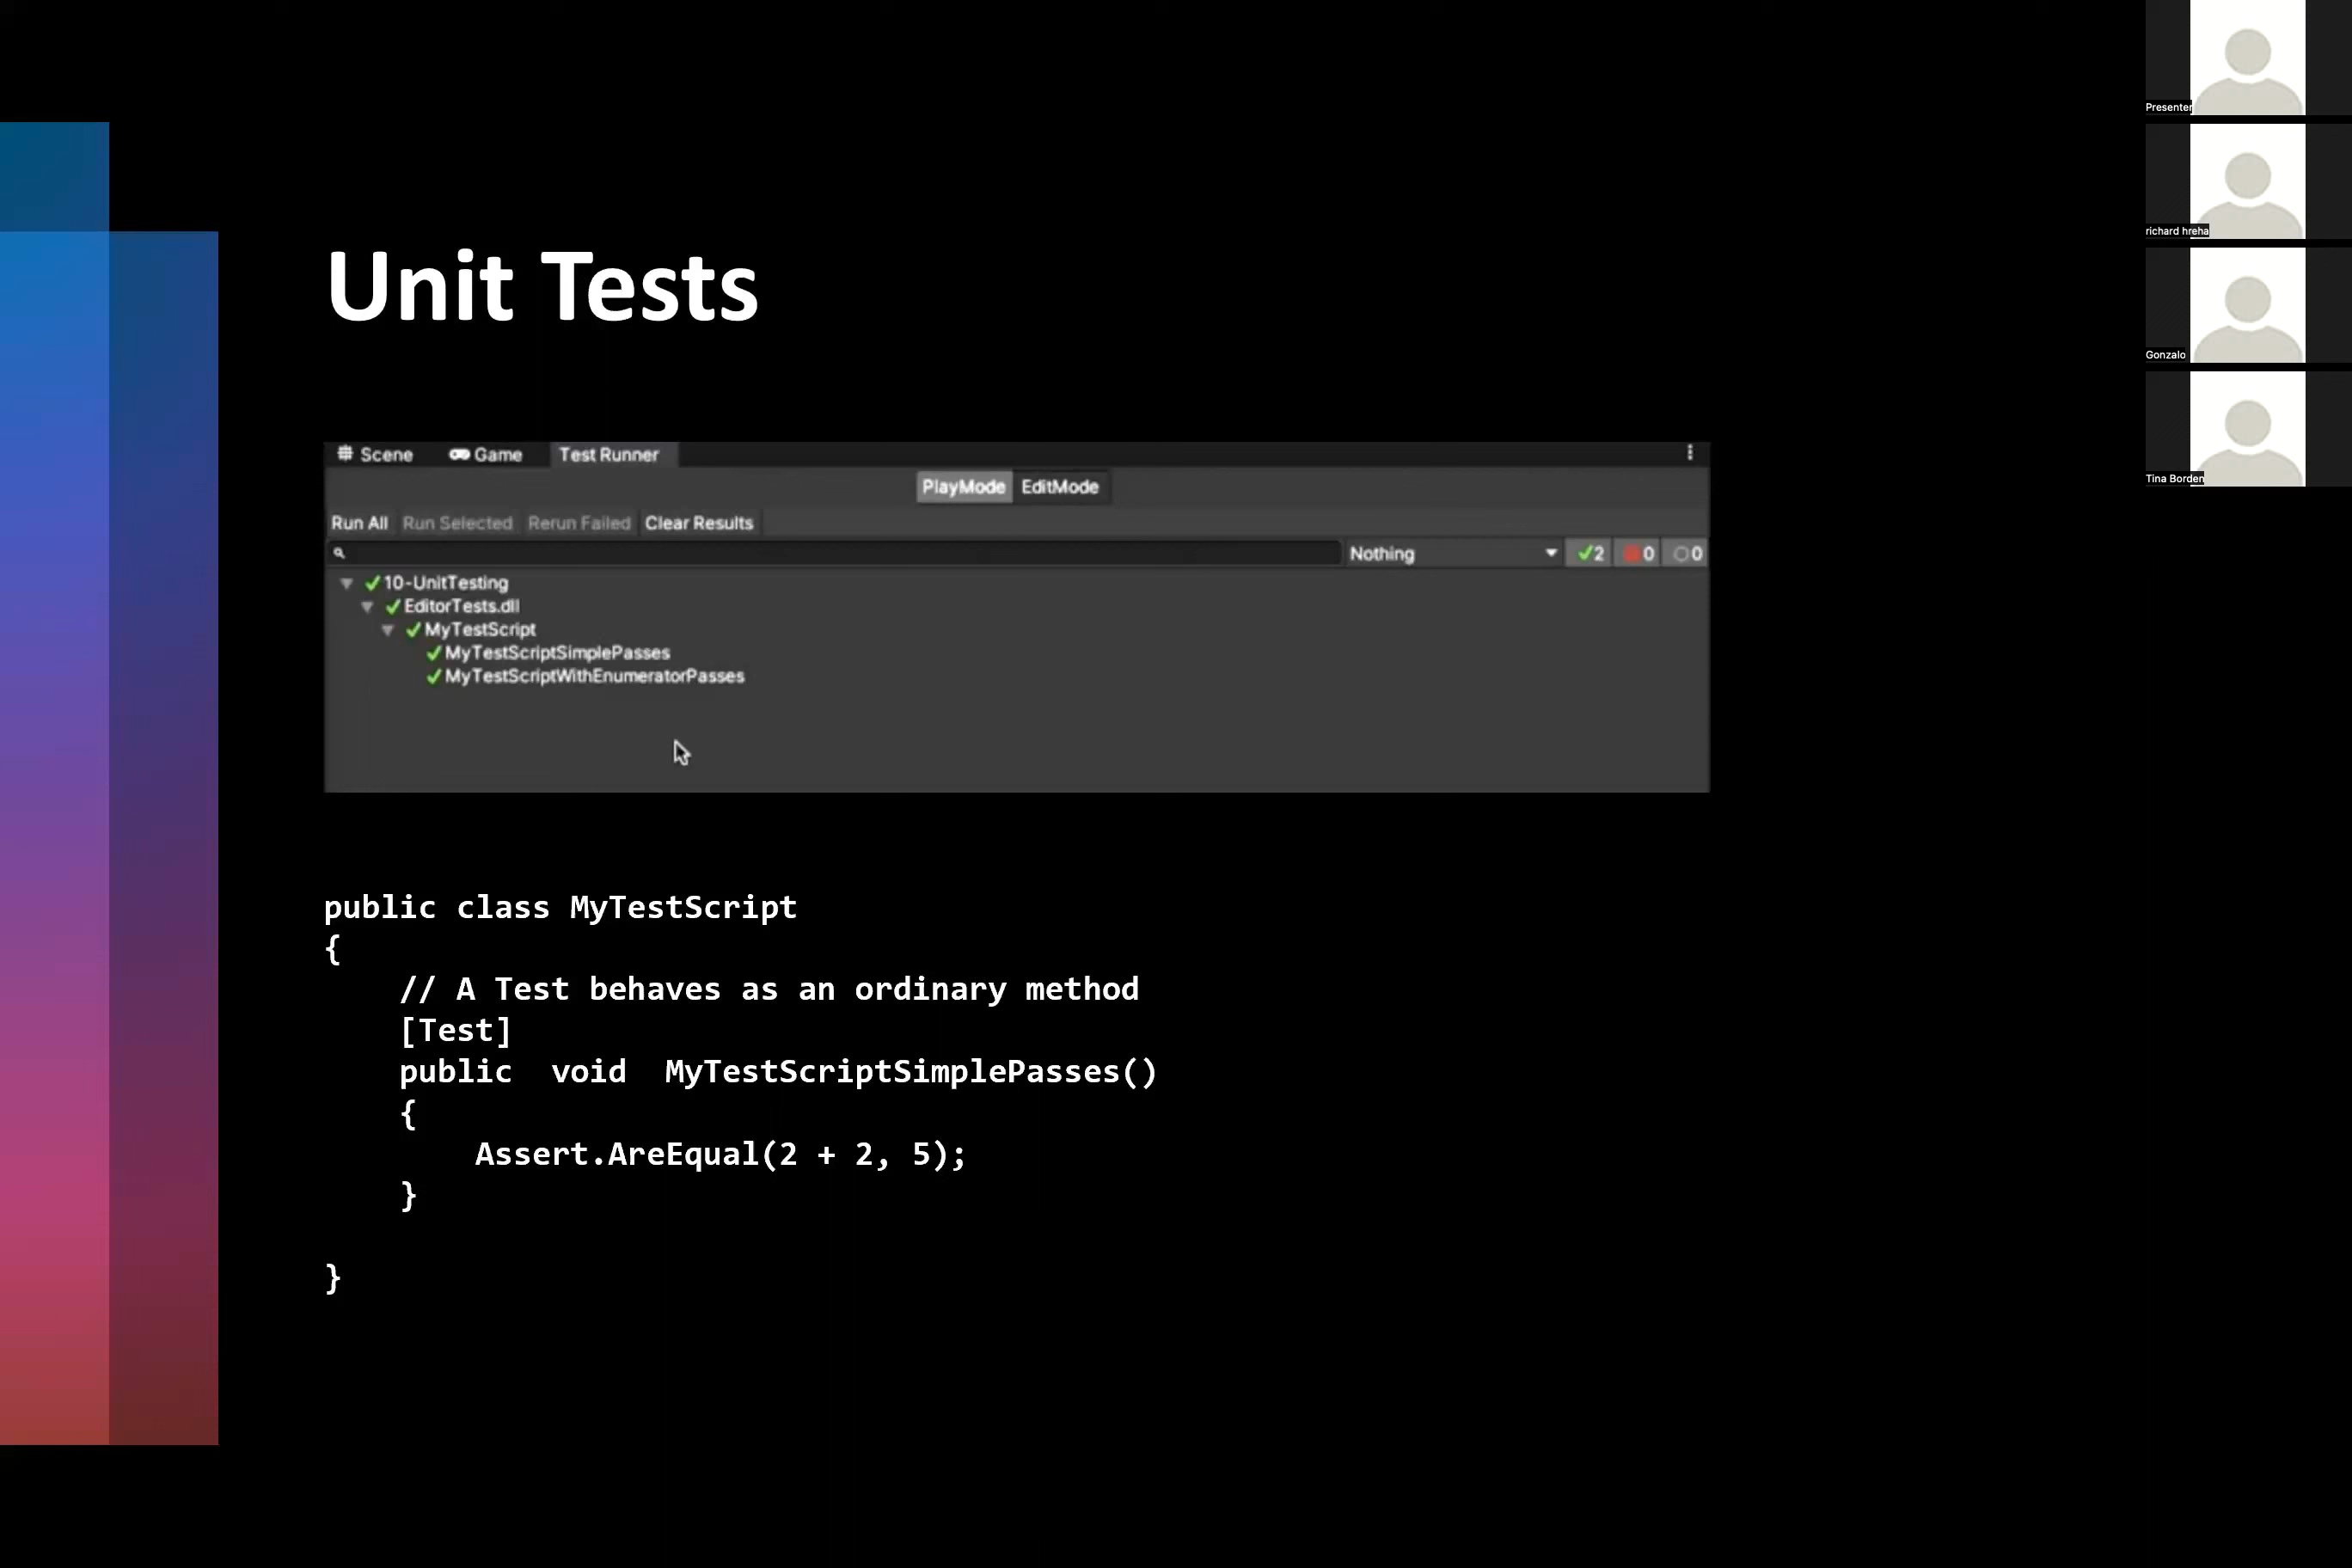 Unit Tests
Scene Game Test Runner
PlayMode EditMode
Run All Run Selected Rerun Failed Clear Results
Nothing 2 0 0
10-UnitTesting
EditorTests.dll
MyTestScript
MyTestScriptSimplePasses
MyTestScriptWithEnumeratorPasses
public class MyTestScript
{
    // A Test behaves as an ordinary method
    [Test]
    public  void  MyTestScriptSimplePasses()
    {
        Assert.AreEqual(2 + 2, 5);
    }
}
Presenter
richard hreha
Gonzalo
Tina Borden